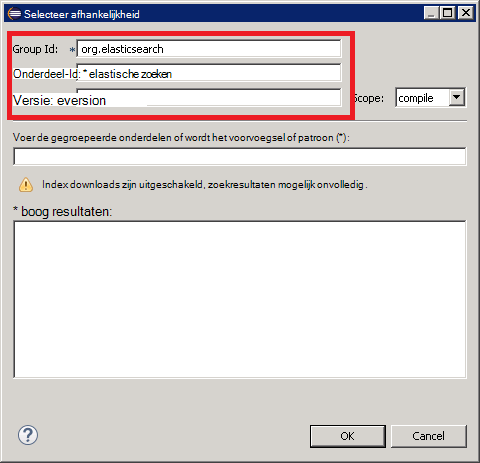 Selecteer afhankelijkheid
Group Id: * org.elasticsearch
Onderdeel-Id: * elastische zoeken
Versie: eversion
Scope: compile
Voer de gegroepeerde onderdelen of wordt het voorvoegsel of patroon (*) :
Index downloads zijn uitgeschakeld, zoekresultaten mogelijk onvolledig.
* boog resultaten:
?
OK Cancel